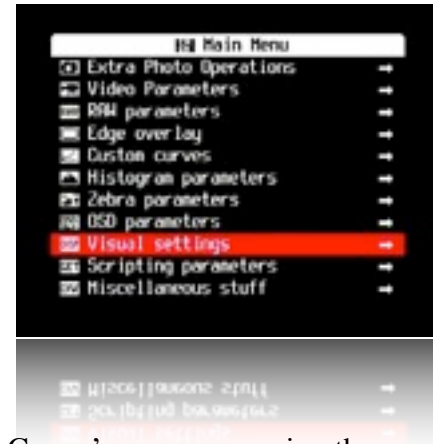 Main Menu
Extra Photo Operations
Video Parameters
RAW parameters
Edge overlay
Custom curves
Histogram parameters
Zebra parameters
OSD parameters
Visual settings
Scripting parameters
Miscellaneous stuff